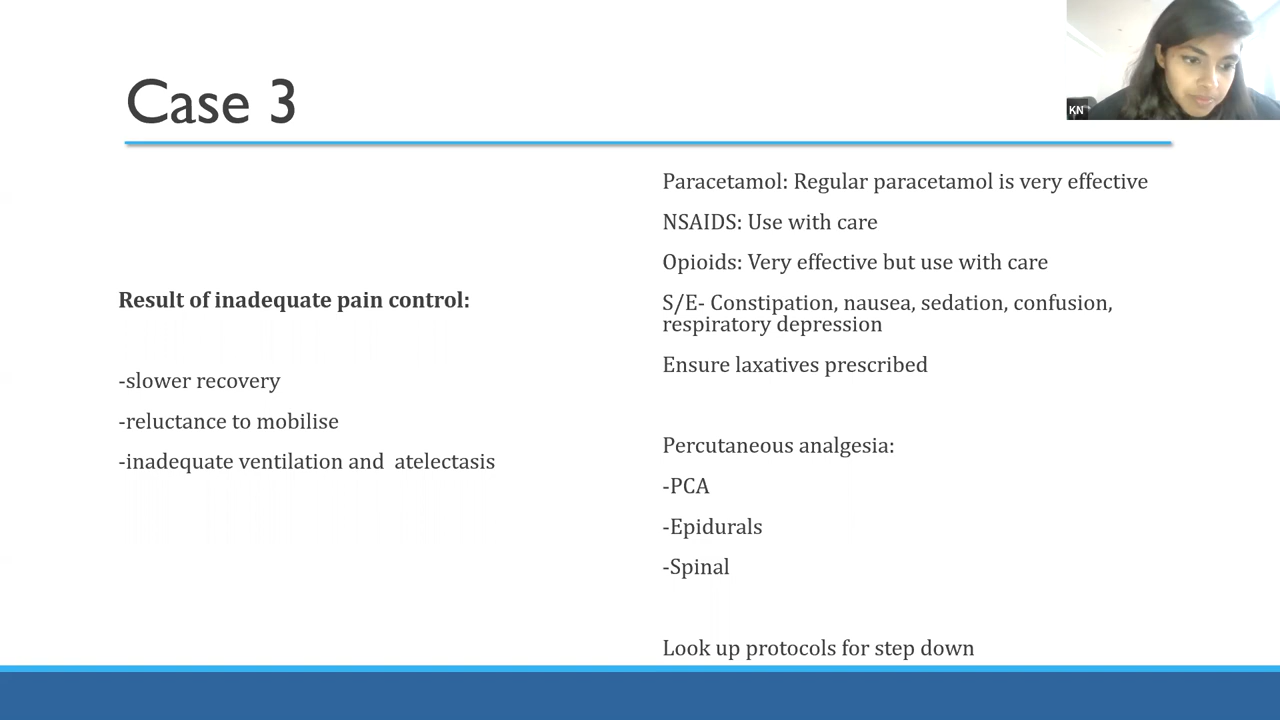 Case 3
KN
Result of inadequate pain control:
-slower recovery
-reluctance to mobilise
-inadequate ventilation and  atelectasis
Paracetamol: Regular paracetamol is very effective
NSAIDS: Use with care
Opioids: Very effective but use with care
S/E- Constipation, nausea, sedation, confusion,
respiratory depression
Ensure laxatives prescribed
Percutaneous analgesia:
-PCA
-Epidurals
-Spinal
Look up protocols for step down